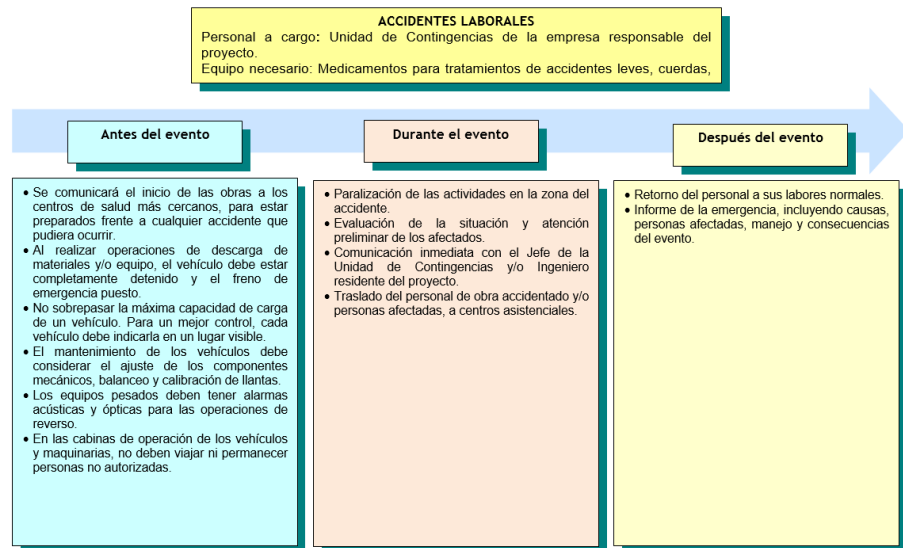 ACCIDENTES LABORALES
Personal a cargo: Unidad de Contingencias de la empresa responsable del
proyecto.
Equipo necesario: Medicamentos para tratamientos de accidentes leves, cuerdas,
Antes del evento
Durante el evento
Después del evento
• Se comunicará el inicio de las obras a los
centros de salud más cercanos, para estar
preparados frente a cualquier accidente que
pudiera ocurrir.
• Al realizar operaciones de descarga de
materiales y/o equipo, el vehículo debe estar
completamente detenido y el freno de
emergencia puesto.
• No sobrepasar la máxima capacidad de carga
de un vehículo. Para un mejor control, cada
vehículo debe indicarla en un lugar visible.
• El mantenimiento de los vehículos debe
considerar el ajuste de los componentes
mecánicos, balanceo y calibración de llantas.
• Los equipos pesados deben tener alarmas
acústicas y ópticas para las operaciones de
reverso.
• En las cabinas de operación de los vehículos
y maquinarias, no deben viajar ni permanecer
personas no autorizadas.
• Paralización de las actividades en la zona del
accidente.
• Evaluación de la situación y atención
preliminar de los afectados.
• Comunicación inmediata con el Jefe de la
Unidad de Contingencias y/o Ingeniero
residente del proyecto.
• Traslado del personal de obra accidentado y/o
personas afectadas, a centros asistenciales.
• Retorno del personal a sus labores normales.
• Informe de la emergencia, incluyendo causas,
personas afectadas, manejo y consecuencias
del evento.